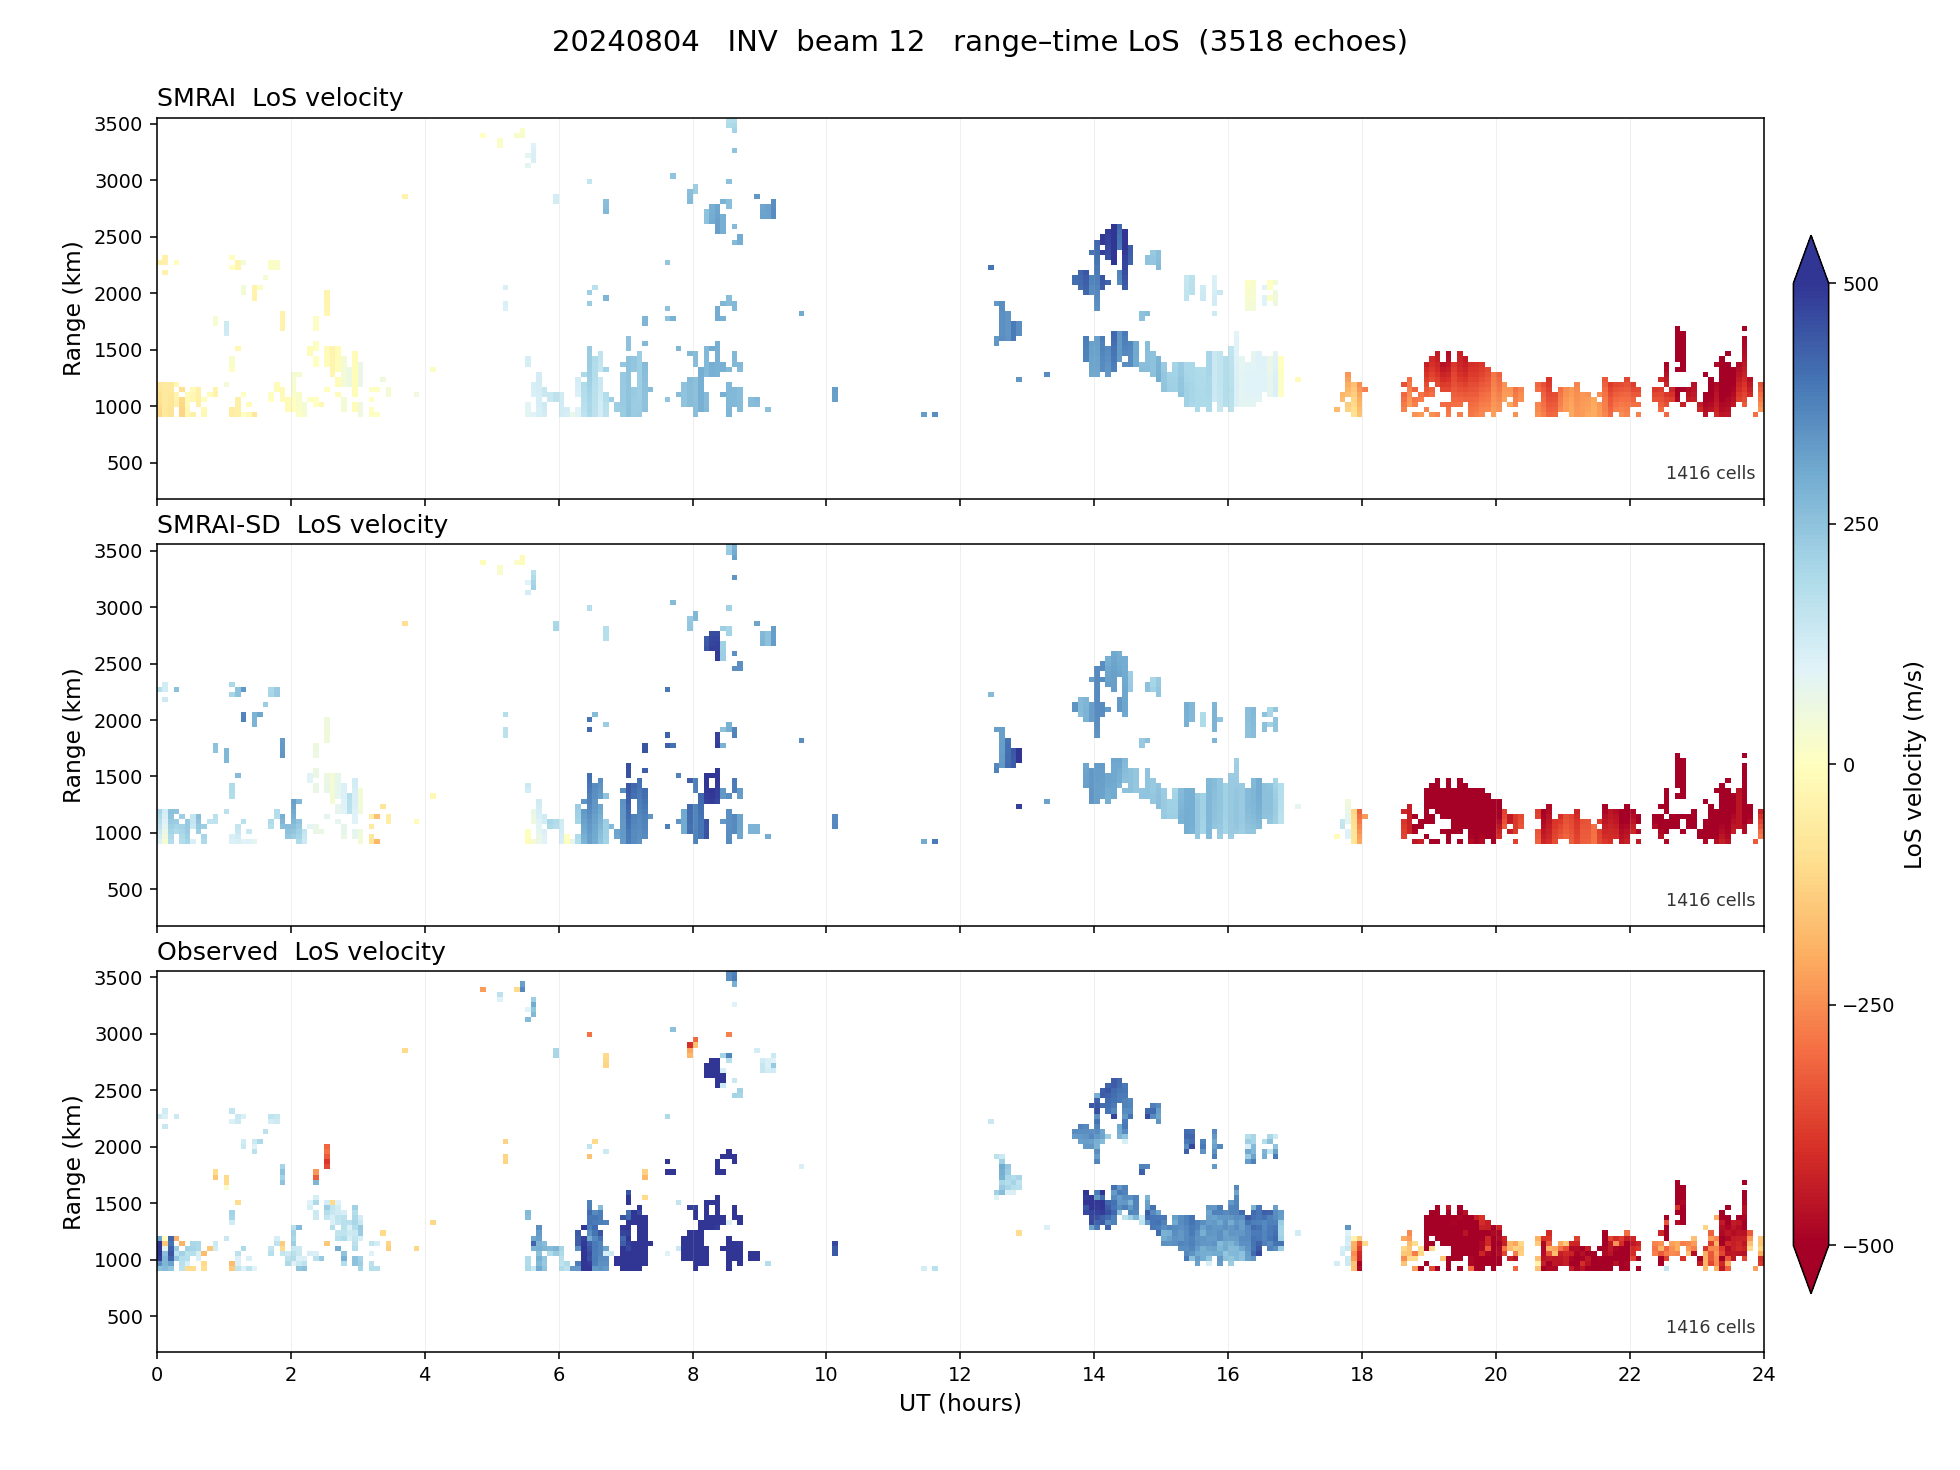 20240804   INV  beam 12   range–time LoS  (3518 echoes)
SMRAI  LoS velocity
3500
3000
2500
2000
1500
1000
500
Range (km)
1416 cells
SMRAI-SD  LoS velocity
3500
3000
2500
2000
1500
1000
500
Range (km)
1416 cells
Observed  LoS velocity
3500
3000
2500
2000
1500
1000
500
Range (km)
1416 cells
0 2 4 6 8 10 12 14 16 18 20 22 24
UT (hours)
500
250
0
−250
−500
LoS velocity (m/s)